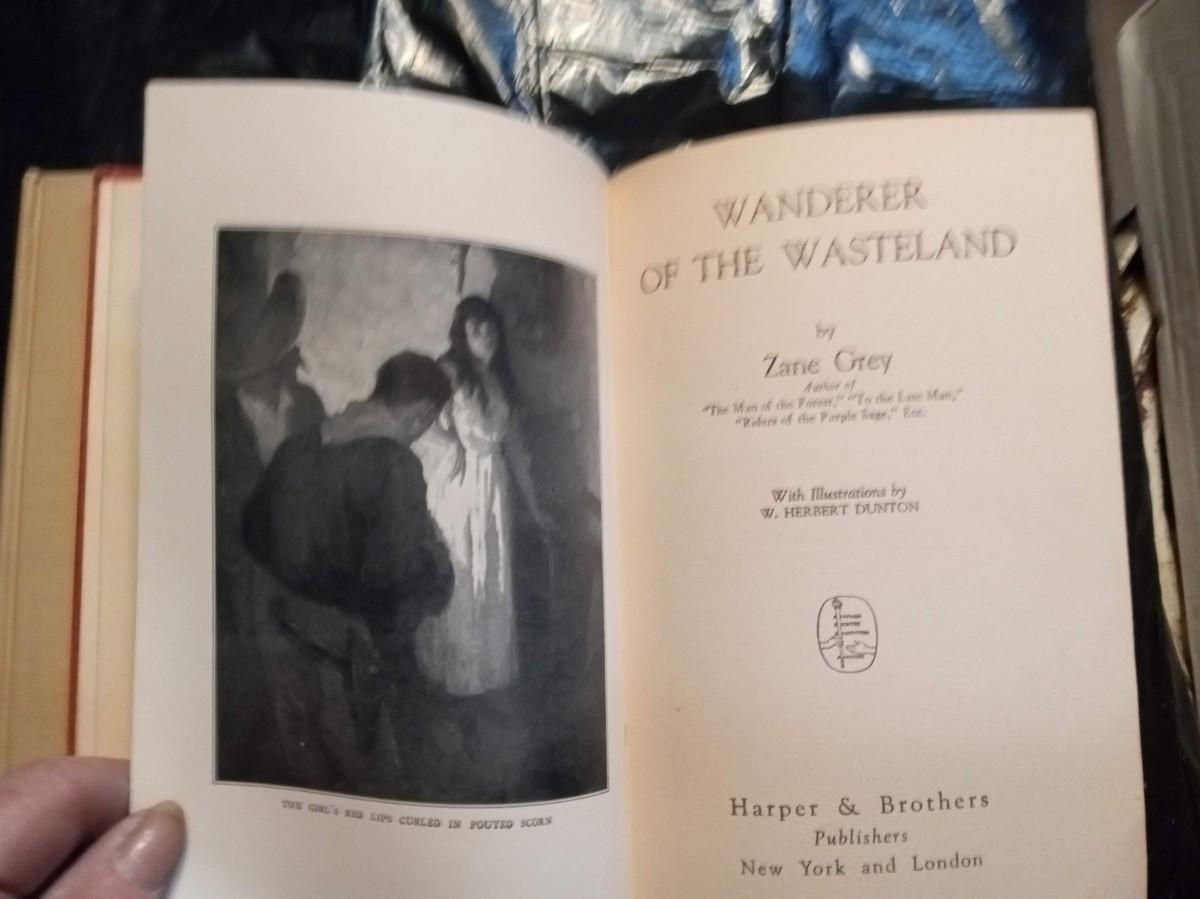 THE GIRL'S RED LIPS CURLED IN POUTED SCORN
WANDERER
OF THE WASTELAND
by
Zane Grey
Author of
"The Man of the Forest," "To the Last Man,"
"Riders of the Purple Sage," Etc.
With Illustrations by
W. HERBERT DUNTON
Harper & Brothers
Publishers
New York and London